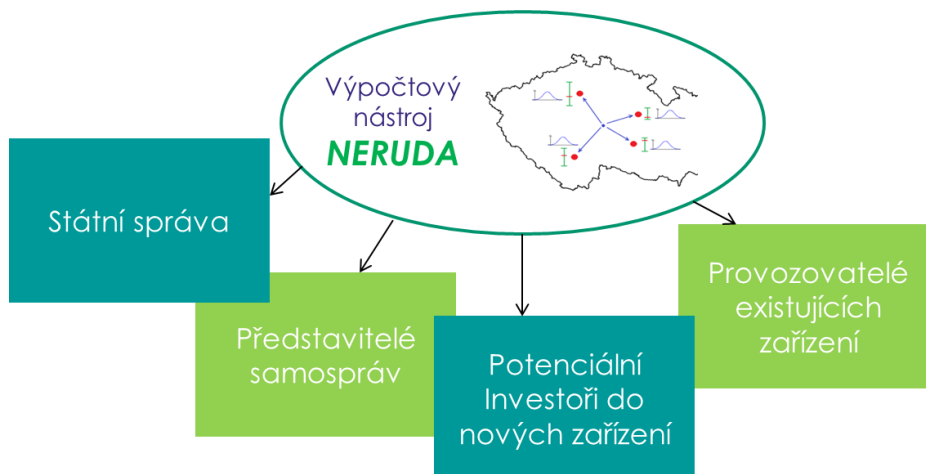 Výpočtový
nástroj
NERUDA
Státní správa
Představitelé
samospráv
Potenciální
Investoři do
nových zařízení
Provozovatelé
existujících
zařízení